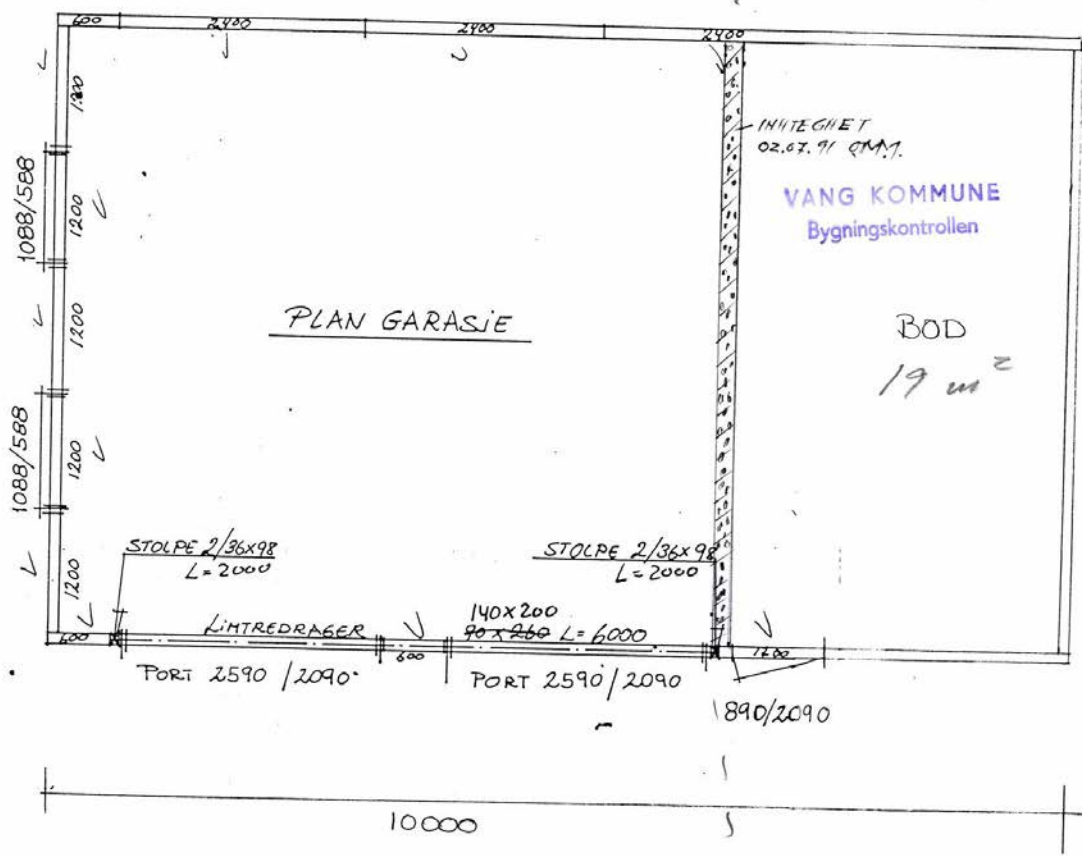 600 2400 2400 2400
1200
1088/588
1200
1200
1088/588
1200
1200
INNTEGNET
02.07.91
VANG KOMMUNE
Bygningskontrollen
PLAN GARASJE
BOD
19 m²
STOLPE 2/36x98
L=2000
STOLPE 2/36x98
L=2000
600
LIMTREDRAGER
600
140x200
90x260 L=6000
1200
PORT 2590/2090
PORT 2590/2090
890/2090
10000